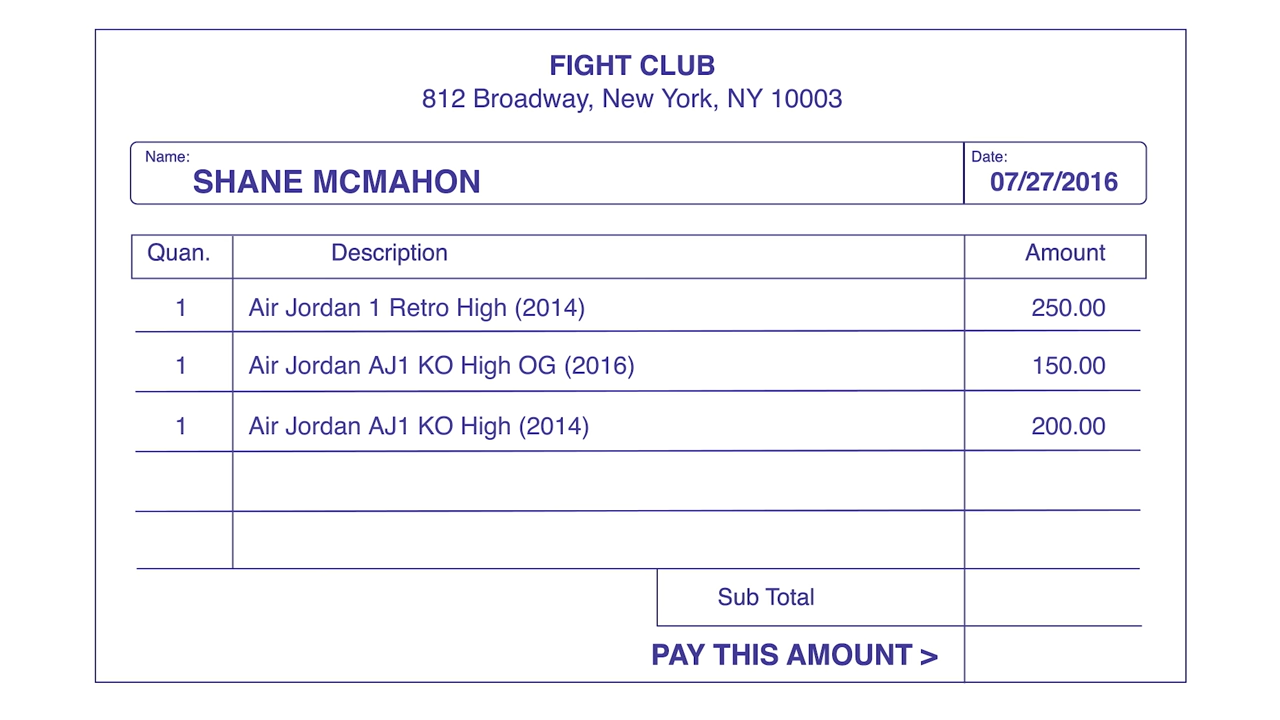 FIGHT CLUB
812 Broadway, New York, NY 10003
Name:
SHANE MCMAHON
Date:
07/27/2016
Quan. Description Amount
1 Air Jordan 1 Retro High (2014) 250.00
1 Air Jordan AJ1 KO High OG (2016) 150.00
1 Air Jordan AJ1 KO High (2014) 200.00
Sub Total
PAY THIS AMOUNT >